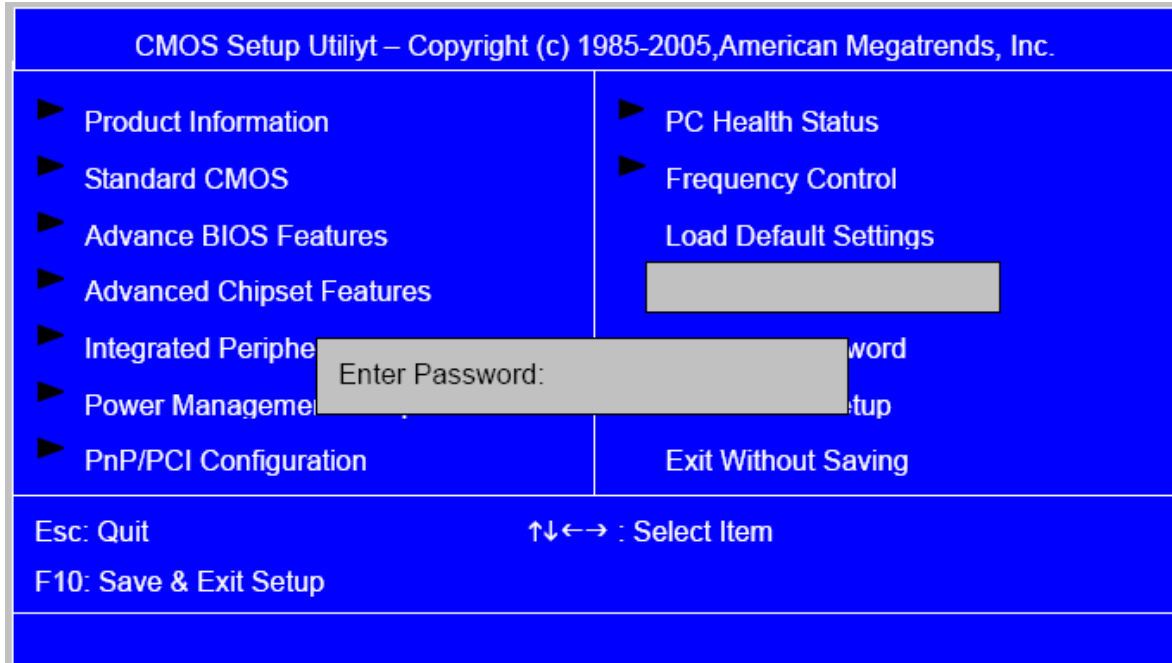 CMOS Setup Utiliyt – Copyright (c) 1985-2005,American Megatrends, Inc.
Product Information
Standard CMOS
Advance BIOS Features
Advanced Chipset Features
Integrated Periphe
Power Manageme
PnP/PCI Configuration
PC Health Status
Frequency Control
Load Default Settings
word
tup
Exit Without Saving
Enter Password:
Esc: Quit
↑↓←→ : Select Item
F10: Save & Exit Setup